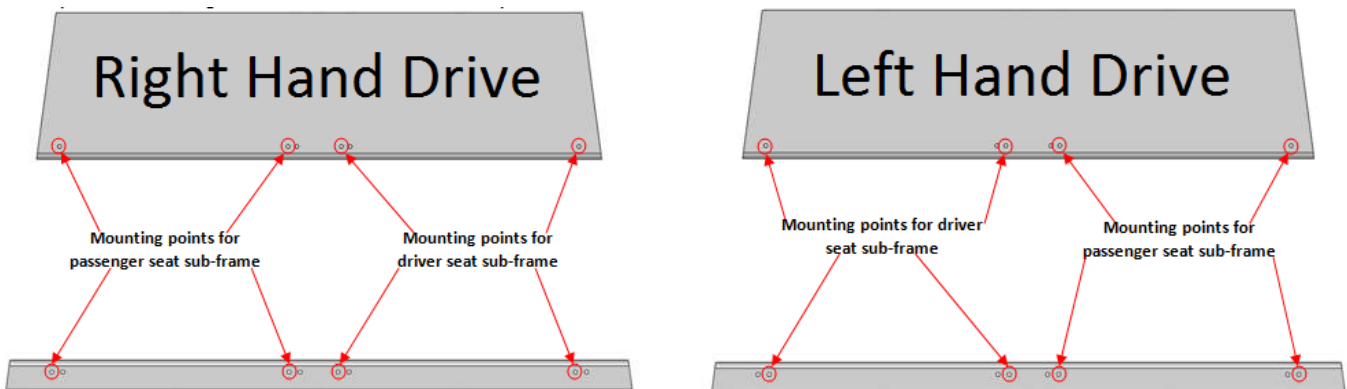 Right Hand Drive
Left Hand Drive
Mounting points for
passenger seat sub-frame
Mounting points for
driver seat sub-frame
Mounting points for driver
seat sub-frame
Mounting points for
passenger seat sub-frame